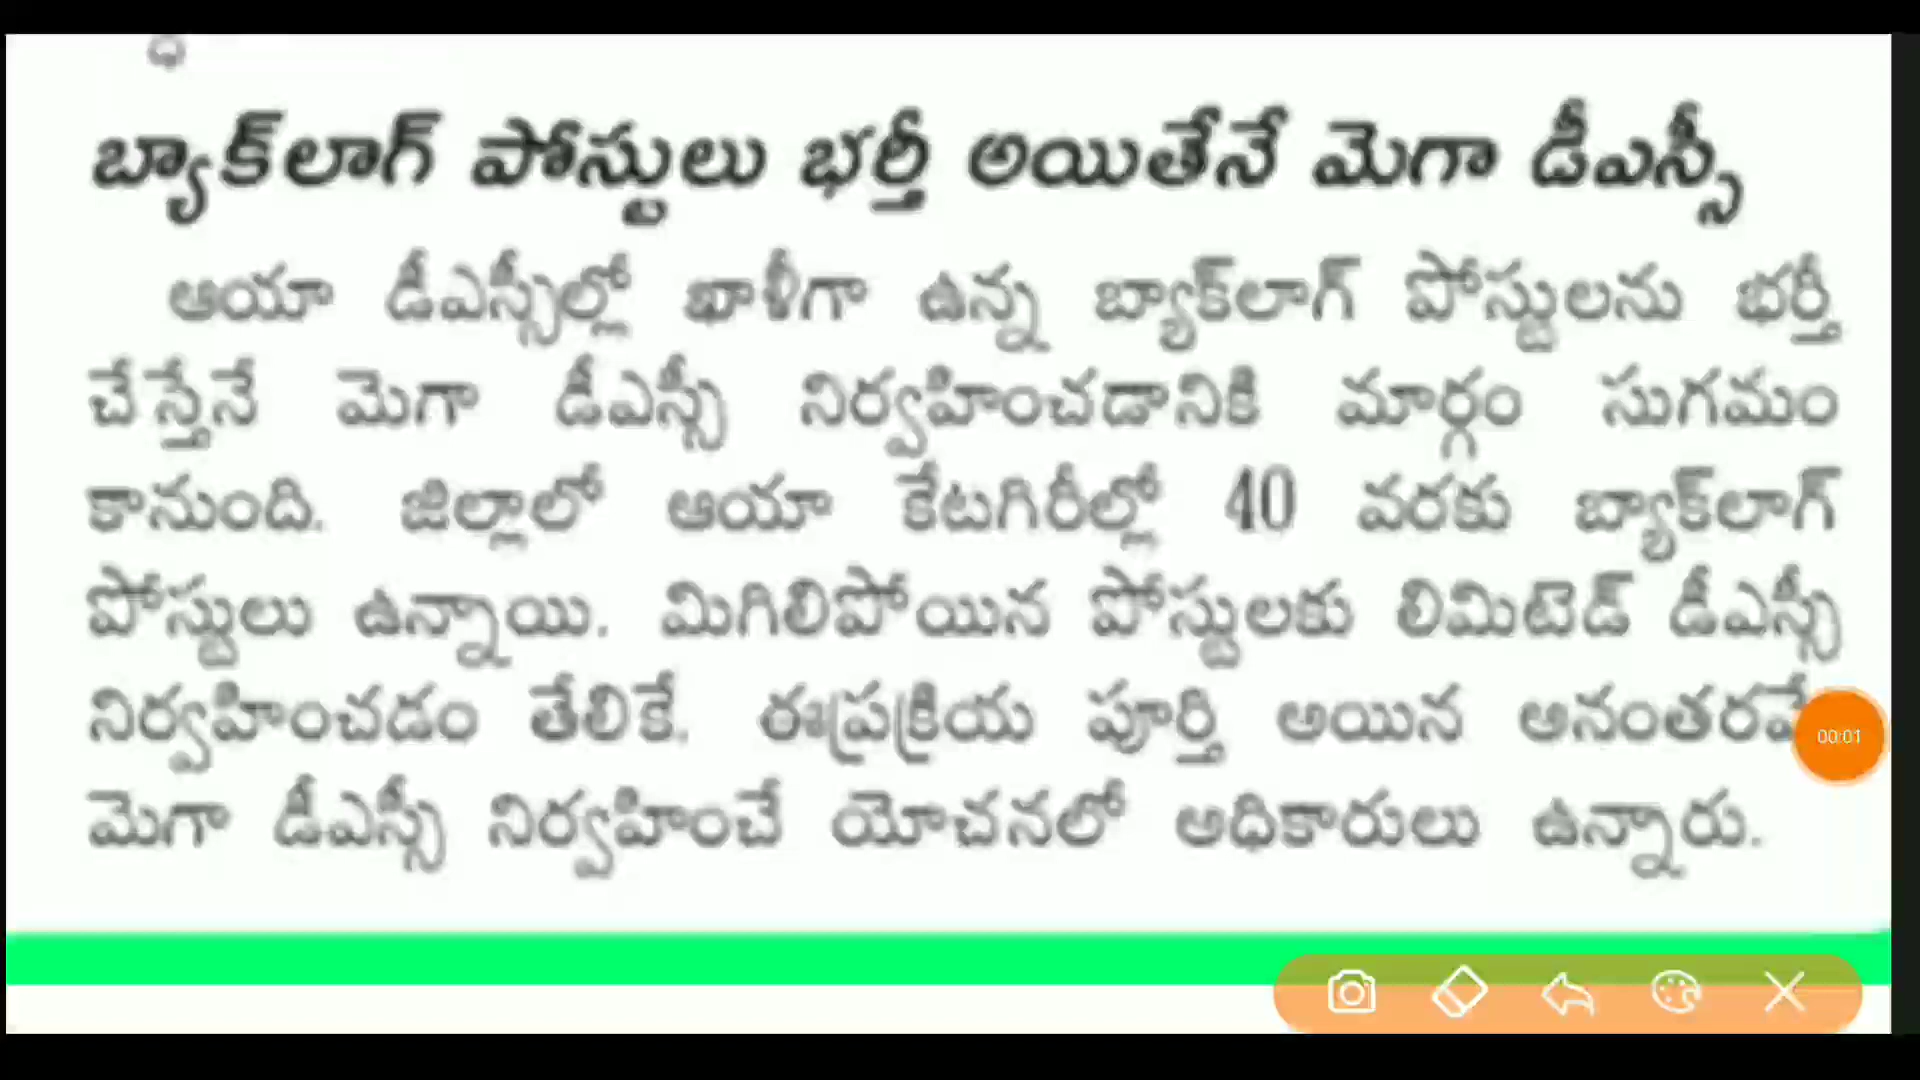 బ్యాక్‌లాగ్ పోస్టులు భర్తీ అయితేనే మెగా డీఎస్సీ
ఆయా డీఎస్సీల్లో ఖాళీగా ఉన్న బ్యాక్‌లాగ్ పోస్టులను భర్తీ
చేస్తేనే మెగా డీఎస్సీ నిర్వహించడానికి మార్గం సుగమం
కానుంది. జిల్లాలో ఆయా కేటగిరీల్లో 40 వరకు బ్యాక్‌లాగ్
పోస్టులు ఉన్నాయి. మిగిలిపోయిన పోస్టులకు లిమిటెడ్ డీఎస్సీ
నిర్వహించడం తేలికే. ఈప్రక్రియ పూర్తి అయిన అనంతరమే
00:01
మెగా డీఎస్సీ నిర్వహించే యోచనలో అధికారులు ఉన్నారు.